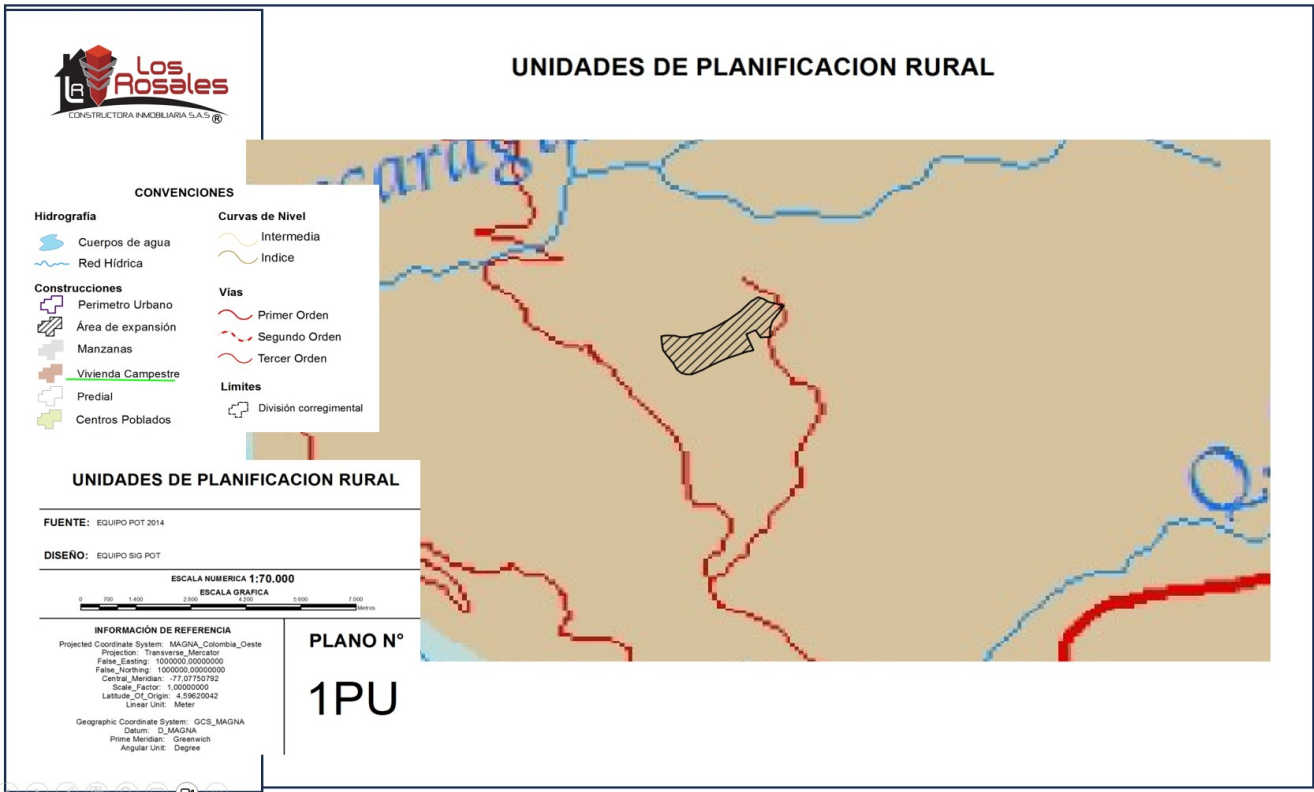 Los
Rosales
CONSTRUCTORA INMOBILIARIA S.A.S ®
UNIDADES DE PLANIFICACION RURAL
CONVENCIONES
Hidrografía
Cuerpos de agua
Red Hídrica
Construcciones
Perimetro Urbano
Área de expansión
Manzanas
Vivienda Campestre
Predial
Centros Poblados
Curvas de Nivel
Intermedia
Indice
Vías
Primer Orden
Segundo Orden
Tercer Orden
Limites
División corregimental
UNIDADES DE PLANIFICACION RURAL
FUENTE: EQUIPO POT 2014
DISEÑO: EQUIPO SIG POT
ESCALA NUMERICA 1:70.000
ESCALA GRAFICA
0 700 1.400 2.800 4.200 5.600 7.000
Metros
INFORMACIÓN DE REFERENCIA
Projected Coordinate System: MAGNA_Colombia_Oeste
Projection: Transverse_Mercator
False_Easting: 1000000,00000000
False_Northing: 1000000,00000000
Central_Meridian: -77,07750792
Scale_Factor: 1,00000000
Latitude_Of_Origin: 4,59620042
Linear Unit: Meter
Geographic Coordinate System: GCS_MAGNA
Datum: D_MAGNA
Prime Meridian: Greenwich
Angular Unit: Degree
PLANO N°
1PU